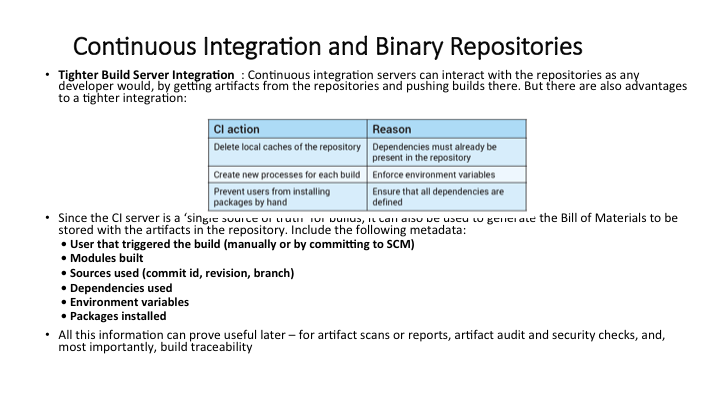 Continuous Integration and Binary Repositories
• Tighter Build Server Integration : Continuous integration servers can interact with the repositories as any
developer would, by getting artifacts from the repositories and pushing builds there. But there are also advantages
to a tighter integration:
CI action Reason
Delete local caches of the repository Dependencies must already be
present in the repository
Create new processes for each build Enforce environment variables
Prevent users from installing Ensure that all dependencies are
packages by hand defined
• Since the CI server is a ‘single source of truth’ for builds, it can also be used to generate the Bill of Materials to be
stored with the artifacts in the repository. Include the following metadata:
• User that triggered the build (manually or by committing to SCM)
• Modules built
• Sources used (commit id, revision, branch)
• Dependencies used
• Environment variables
• Packages installed
• All this information can prove useful later – for artifact scans or reports, artifact audit and security checks, and,
most importantly, build traceability